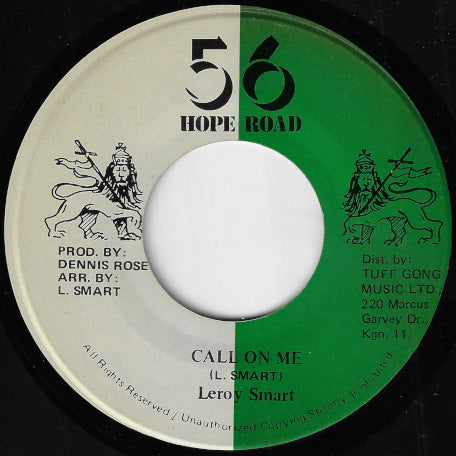 56
HOPE ROAD
PROD. BY:
DENNIS ROSE
ARR. BY:
L. SMART
Dist. by:
TUFF GONG
MUSIC LTD.,
220 Marcus
Garvey Dr.
Kgn. 11.
CALL ON ME
(L. SMART)
Leroy Smart
All Rights Reserved / Unauthorized Copying Strictly Prohibited